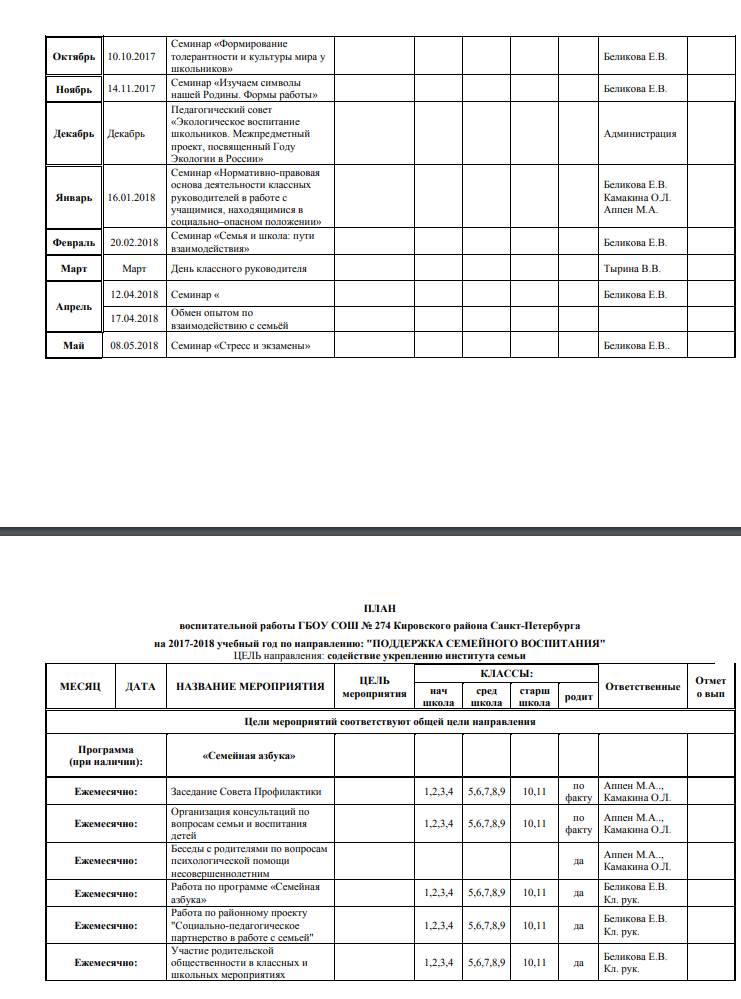 Октябрь 10.10.2017 Семинар «Формирование
толерантности и культуры мира у
школьников» Беликова Е.В.
Ноябрь 14.11.2017 Семинар «Изучаем символы
нашей Родины. Формы работы» Беликова Е.В.
Декабрь Декабрь Педагогический совет
«Экологическое воспитание
школьников. Межпредметный
проект, посвященный Году
Экологии в России» Администрация
Январь 16.01.2018 Семинар «Нормативно-правовая
основа деятельности классных
руководителей в работе с
учащимися, находящимися в
социально–опасном положении» Беликова Е.В.
Камакина О.Л.
Аппен М.А.
Февраль 20.02.2018 Семинар «Семья и школа: пути
взаимодействия» Беликова Е.В.
Март Март День классного руководителя Тырина В.В.
Апрель 12.04.2018 Семинар « Беликова Е.В.
17.04.2018 Обмен опытом по
взаимодействию с семьёй
Май 08.05.2018 Семинар «Стресс и экзамены» Беликова Е.В..
ПЛАН
воспитательной работы ГБОУ СОШ № 274 Кировского района Санкт-Петербурга
на 2017-2018 учебный год по направлению: "ПОДДЕРЖКА СЕМЕЙНОГО ВОСПИТАНИЯ"
ЦЕЛЬ направления: содействие укреплению института семьи
МЕСЯЦ ДАТА НАЗВАНИЕ МЕРОПРИЯТИЯ ЦЕЛЬ
мероприятия КЛАССЫ: Ответственные Отмет
о вып
нач
школа сред
школа старш
школа родит
Цели мероприятий соответствуют общей цели направления
Программа
(при наличии): «Семейная азбука»
Ежемесячно: Заседание Совета Профилактики 1,2,3,4 5,6,7,8,9 10,11 по
факту Аппен М.А..,
Камакина О.Л.
Ежемесячно: Организация консультаций по
вопросам семьи и воспитания
детей 1,2,3,4 5,6,7,8,9 10,11 по
факту Аппен М.А..,
Камакина О.Л.
Ежемесячно: Беседы с родителями по вопросам
психологической помощи
несовершеннолетним да Аппен М.А..,
Камакина О.Л.
Ежемесячно: Работа по программе «Семейная
азбука» 1,2,3,4 5,6,7,8,9 10,11 да Беликова Е.В.
Кл. рук.
Ежемесячно: Работа по районному проекту
"Социально-педагогическое
партнерство в работе с семьей" 1,2,3,4 5,6,7,8,9 10,11 да Беликова Е.В.
Кл. рук.
Ежемесячно: Участие родительской
общественности в классных и
школьных мероприятиях 1,2,3,4 5,6,7,8,9 10,11 да Беликова Е.В.
Кл. рук.